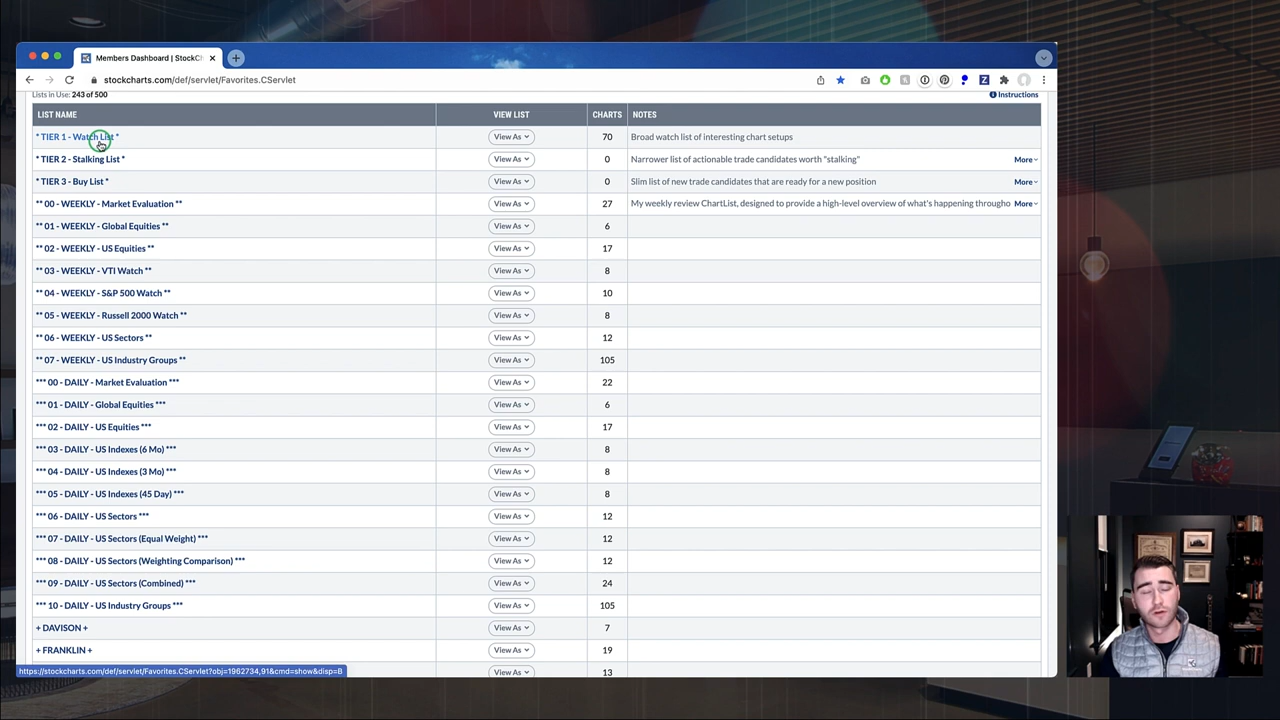 Members Dashboard | StockCh
stockcharts.com/def/servlet/Favorites.CServlet
Lists in Use: 243 of 500
Instructions
LIST NAME VIEW LIST CHARTS NOTES
* TIER 1 - Watch List * View As 70 Broad watch list of interesting chart setups
* TIER 2 - Stalking List * View As 0 Narrower list of actionable trade candidates worth "stalking" More
* TIER 3 - Buy List * View As 0 Slim list of new trade candidates that are ready for a new position More
** 00 - WEEKLY - Market Evaluation ** View As 27 My weekly review ChartList, designed to provide a high-level overview of what's happening througho More
** 01 - WEEKLY - Global Equities ** View As 6
** 02 - WEEKLY - US Equities ** View As 17
** 03 - WEEKLY - VTI Watch ** View As 8
** 04 - WEEKLY - S&P 500 Watch ** View As 10
** 05 - WEEKLY - Russell 2000 Watch ** View As 8
** 06 - WEEKLY - US Sectors ** View As 12
** 07 - WEEKLY - US Industry Groups ** View As 105
*** 00 - DAILY - Market Evaluation *** View As 22
*** 01 - DAILY - Global Equities *** View As 6
*** 02 - DAILY - US Equities *** View As 17
*** 03 - DAILY - US Indexes (6 Mo) *** View As 8
*** 04 - DAILY - US Indexes (3 Mo) *** View As 8
*** 05 - DAILY - US Indexes (45 Day) *** View As 8
*** 06 - DAILY - US Sectors *** View As 12
*** 07 - DAILY - US Sectors (Equal Weight) *** View As 12
*** 08 - DAILY - US Sectors (Weighting Comparison) *** View As 12
*** 09 - DAILY - US Sectors (Combined) *** View As 24
*** 10 - DAILY - US Industry Groups *** View As 105
+ DAVISON + View As 7
+ FRANKLIN + View As 19
View As 13
https://stockcharts.com/def/servlet/Favorites.CServlet?obj=1962734,91&cmd=show&disp=B